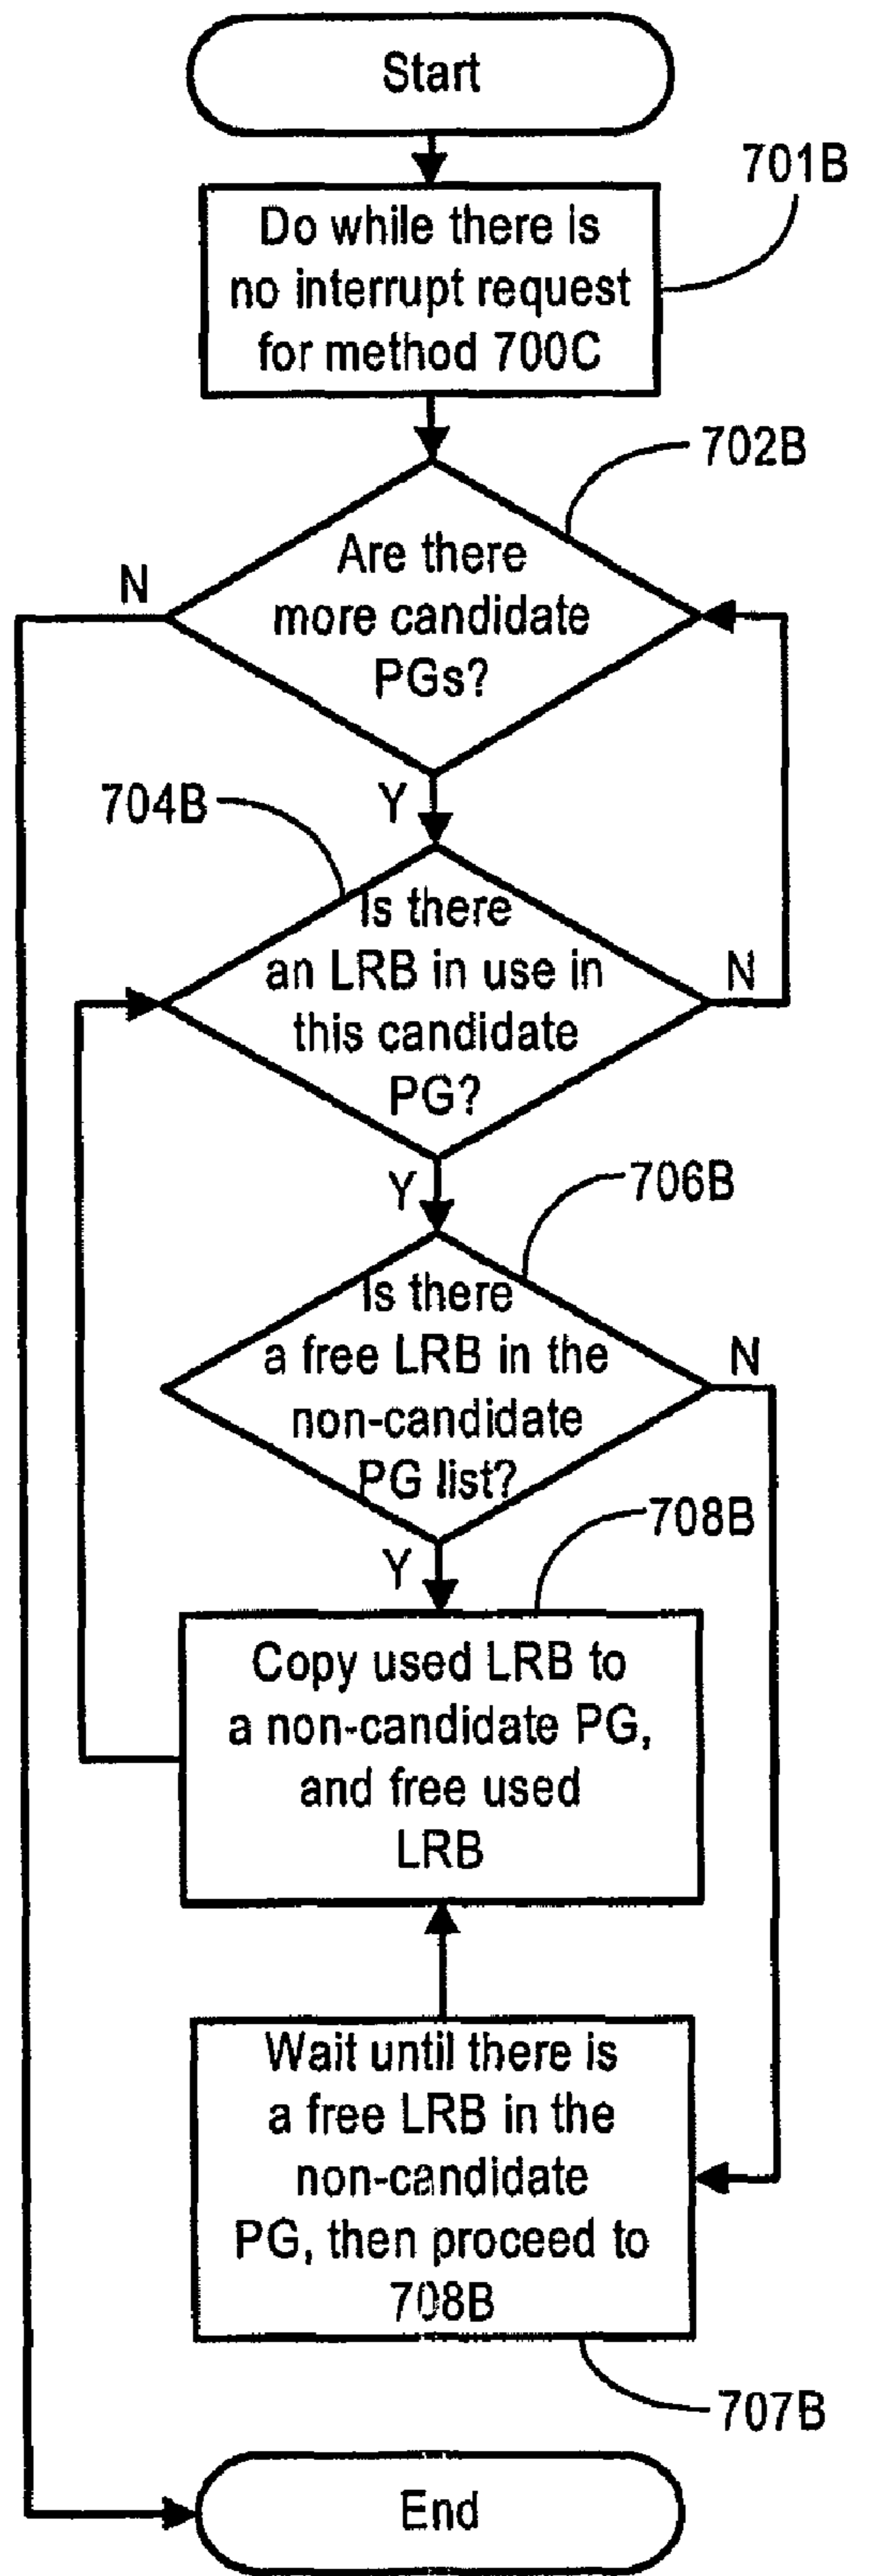 Start
701B
Do while there is
no interrupt request
for method 700C
702B
N
Are there
more candidate
PGs?
Y
704B
Is there
an LRB in use in
this candidate
PG?
N
Y
706B
Is there
a free LRB in the
non-candidate
PG list?
N
Y
708B
Copy used LRB to
a non-candidate PG,
and free used
LRB
Wait until there is
a free LRB in the
non-candidate
PG, then proceed to
708B
707B
End